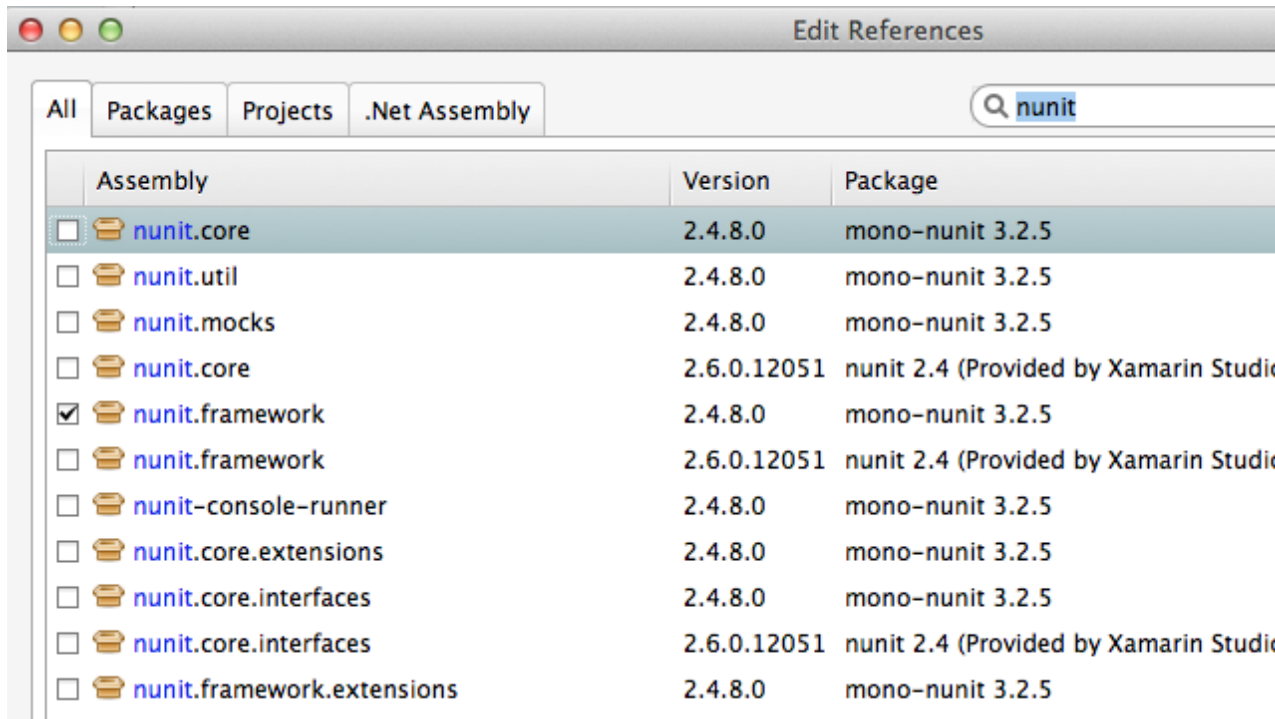 Edit References
All Packages Projects .Net Assembly nunit
Assembly Version Package
nunit.core 2.4.8.0 mono-nunit 3.2.5
nunit.util 2.4.8.0 mono-nunit 3.2.5
nunit.mocks 2.4.8.0 mono-nunit 3.2.5
nunit.core 2.6.0.12051 nunit 2.4 (Provided by Xamarin Studio
nunit.framework 2.4.8.0 mono-nunit 3.2.5
nunit.framework 2.6.0.12051 nunit 2.4 (Provided by Xamarin Studio
nunit-console-runner 2.4.8.0 mono-nunit 3.2.5
nunit.core.extensions 2.4.8.0 mono-nunit 3.2.5
nunit.core.interfaces 2.4.8.0 mono-nunit 3.2.5
nunit.core.interfaces 2.6.0.12051 nunit 2.4 (Provided by Xamarin Studio
nunit.framework.extensions 2.4.8.0 mono-nunit 3.2.5